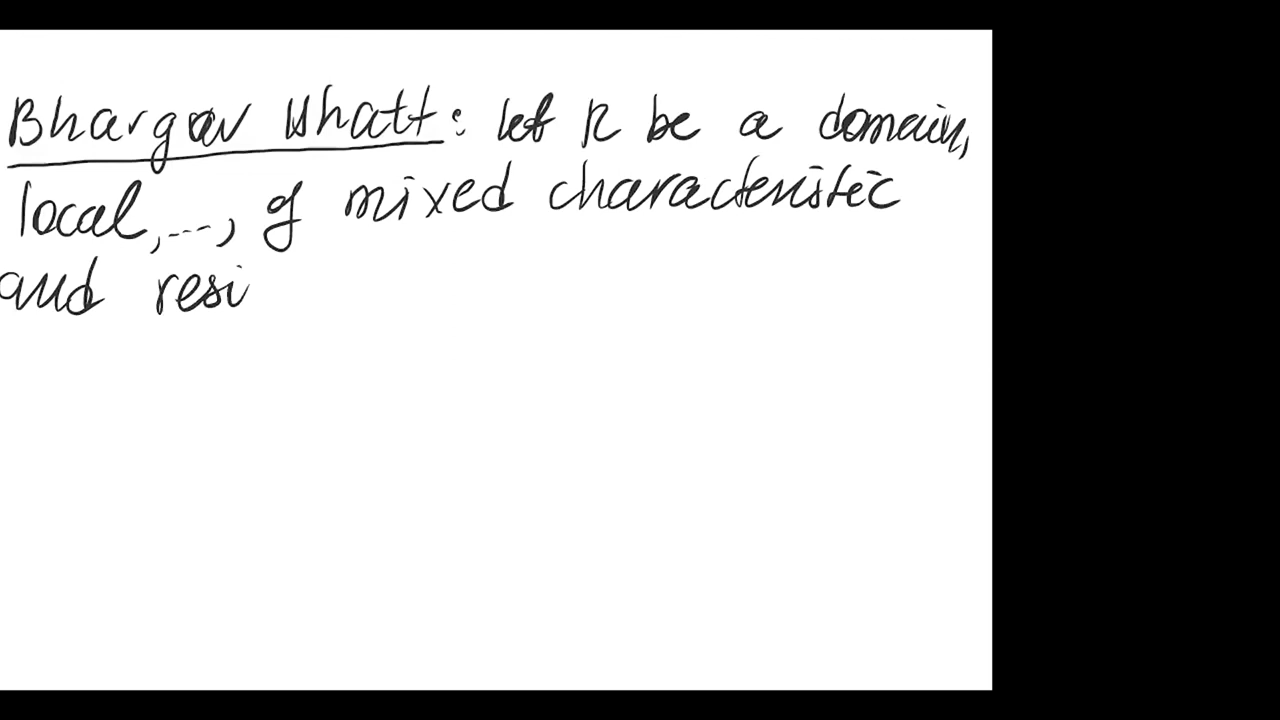 Bhargav Bhatt: let R be a domain,
local, ..., of mixed characteristic
and resi